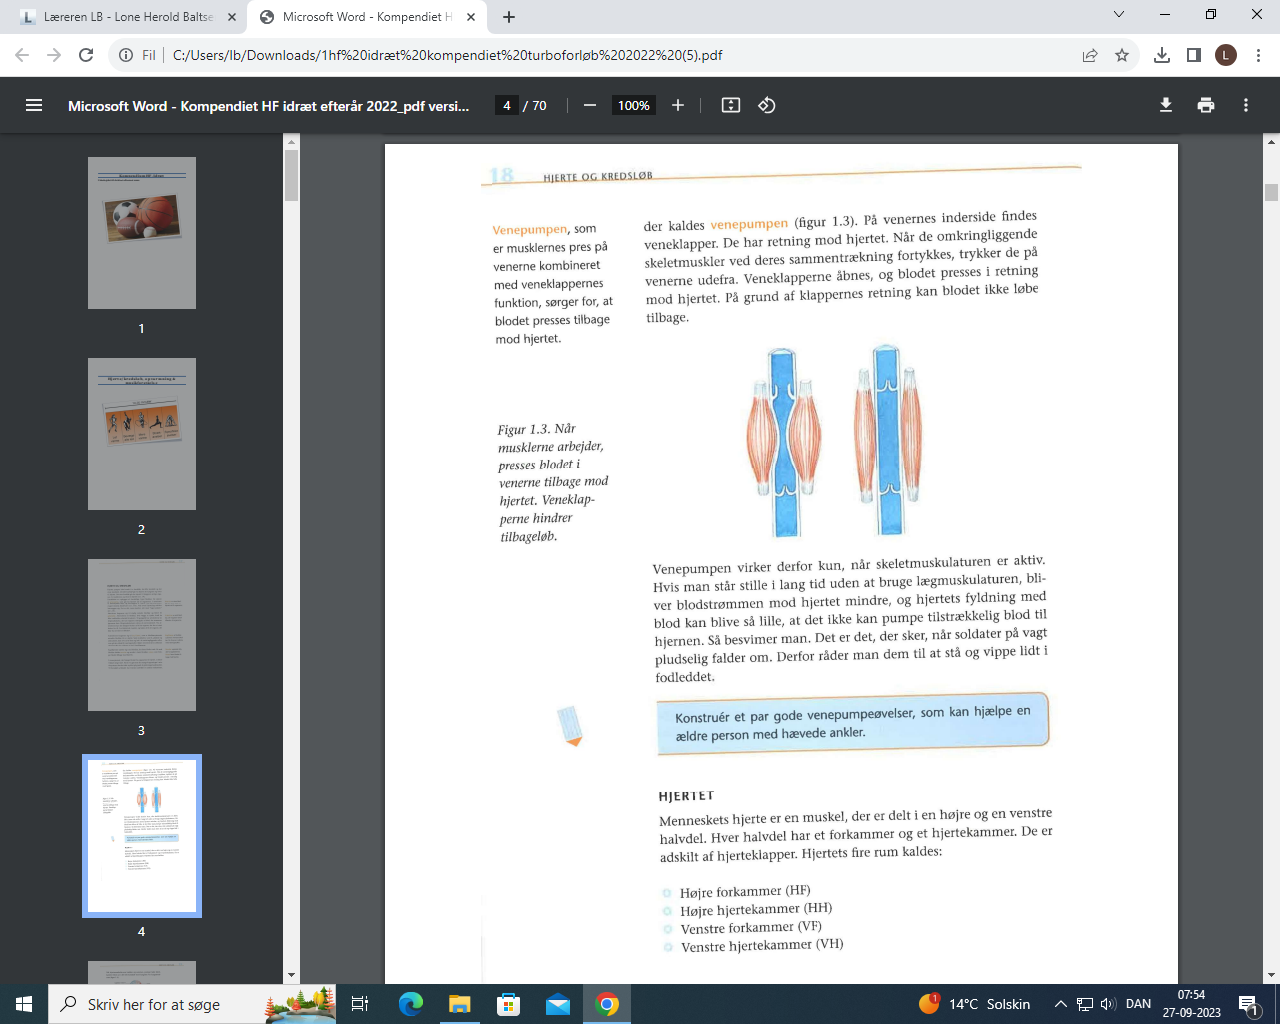 Læreren LB - Lone Herold Baltse
Microsoft Word - Kompendiet H
Fil
C:/Users/lb/Downloads/1hf%20idræt%20kompendiet%20turboforløb%202022%20(5).pdf
L
Microsoft Word - Kompendiet HF idræt efterår 2022_pdf versi...
4 / 70
100%
1
2
3
4
18 HJERTE OG KREDSLØB
Venepumpen, som
er musklernes pres på
venerne kombineret
med veneklappernes
funktion, sørger for, at
blodet presses tilbage
mod hjertet.
der kaldes venepumpen (figur 1.3). På venernes inderside findes
veneklapper. De har retning mod hjertet. Når de omkringliggende
skeletmuskler ved deres sammentrækning fortykkes, trykker de på
venerne udefra. Veneklapperne åbnes, og blodet presses i retning
mod hjertet. På grund af klappernes retning kan blodet ikke løbe
tilbage.
Figur 1.3. Når
musklerne arbejder,
presses blodet i
venerne tilbage mod
hjertet. Veneklap-
perne hindrer
tilbageløb.
Venepumpen virker derfor kun, når skeletmuskulaturen er aktiv.
Hvis man står stille i lang tid uden at bruge lægmuskulaturen, bli-
ver blodstrømmen mod hjertet mindre, og hjertets fyldning med
blod kan blive så lille, at det ikke kan pumpe tilstrækkelig blod til
hjernen. Så besvimer man. Det er det, der sker, når soldater på vagt
pludselig falder om. Derfor råder man dem til at stå og vippe lidt i
fodleddet.
Konstruér et par gode venepumpeøvelser, som kan hjælpe en
ældre person med hævede ankler.
HJERTET
Menneskets hjerte er en muskel, der er delt i en højre og en venstre
halvdel. Hver halvdel har et forkammer og et hjertekammer. De er
adskilt af hjerteklapper. Hjertets fire rum kaldes:
Højre forkammer (HF)
Højre hjertekammer (HH)
Venstre forkammer (VF)
Venstre hjertekammer (VH)
Skriv her for at søge
1
14°C Solskin
DAN
07:54
27-09-2023
1